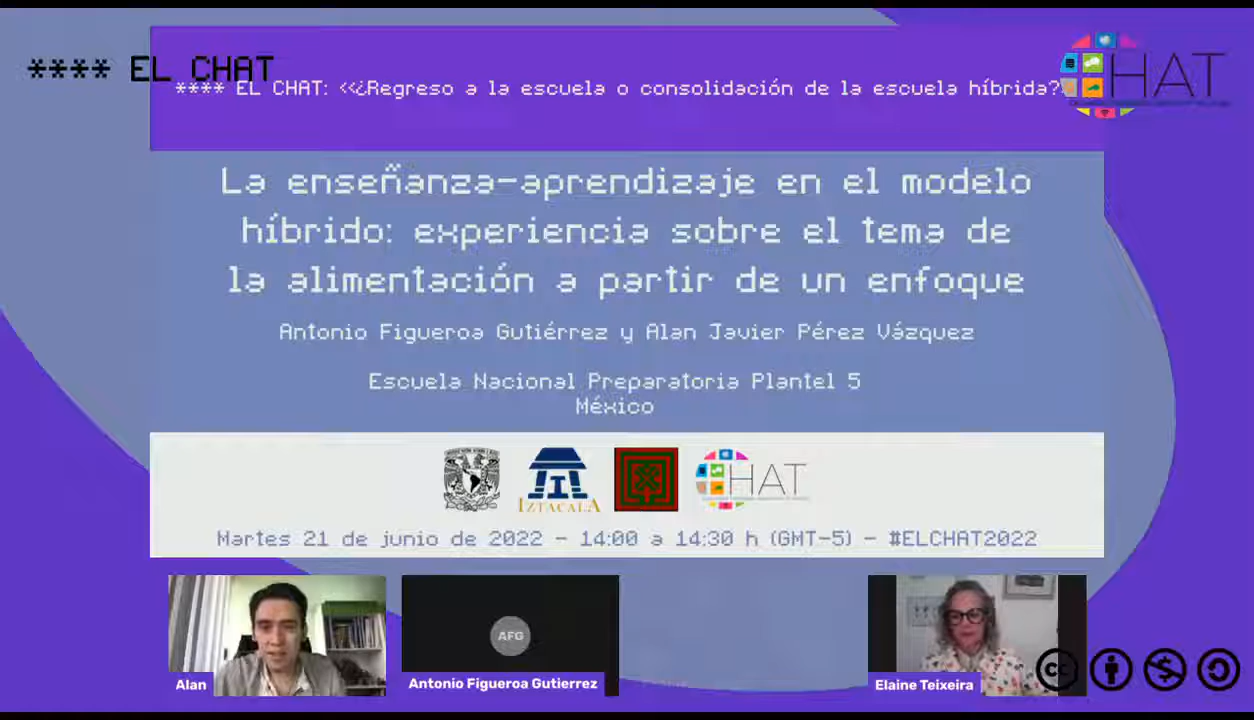 **** EL CHAT
**** EL CHAT: <<¿Regreso a la escuela o consolidación de la escuela híbrida?
HAT
La enseñanza-aprendizaje en el modelo
híbrido: experiencia sobre el tema de
la alimentación a partir de un enfoque
Antonio Figueroa Gutiérrez y Alan Javier Pérez Vázquez
Escuela Nacional Preparatoria Plantel 5
México
IZTACALA
HAT
Martes 21 de junio de 2022 - 14:00 a 14:30 h (GMT-5) - #ELCHAT2022
AFG
Alan
Antonio Figueroa Gutierrez
Elaine Teixeira
cc